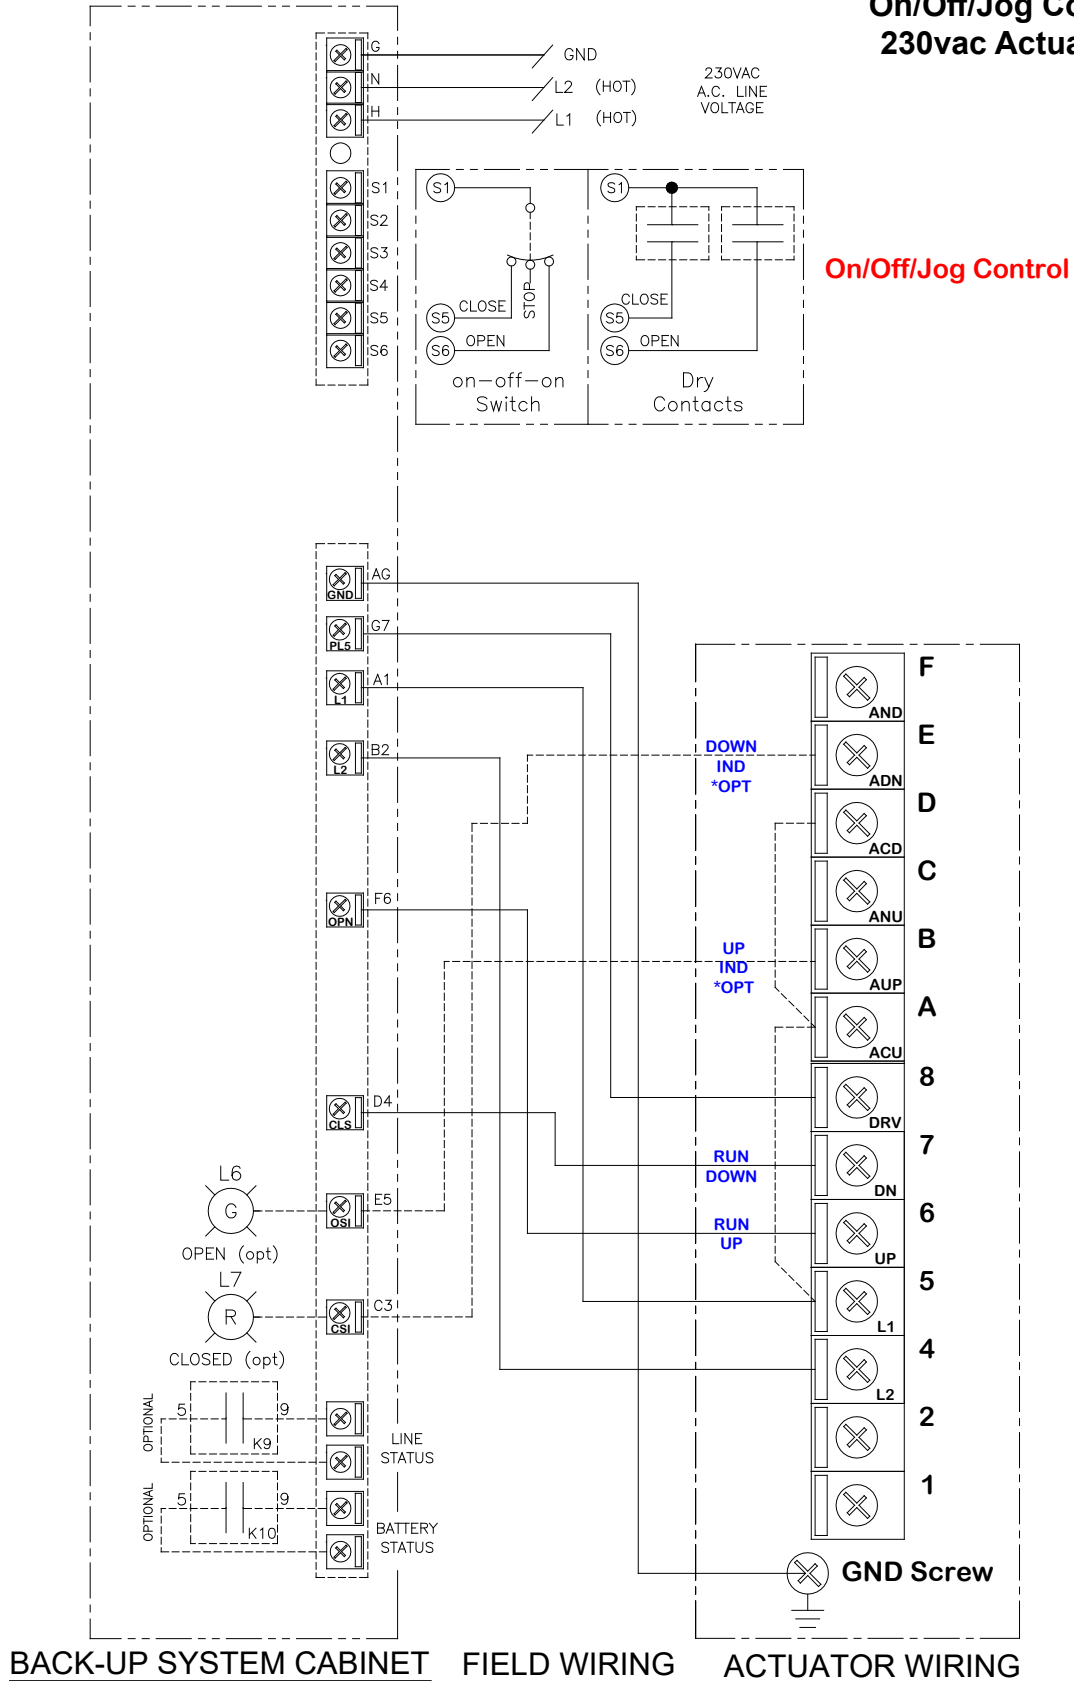 On/Off/Jog Co
230vac Actua
G
GND
N
L2 (HOT)
H
L1 (HOT)
230VAC
A.C. LINE
VOLTAGE
S1
S2
S3
S4
S5
S6
S1
CLOSE
STOP
S5
OPEN
S6
on-off-on
Switch
S1
CLOSE
S5
OPEN
S6
Dry
Contacts
On/Off/Jog Control
AG
GND
G7
PL5
A1
L1
B2
L2
F6
OPN
D4
CLS
E5
OSI
C3
CSI
L6
G
OPEN (opt)
L7
R
CLOSED (opt)
OPTIONAL
5
9
K9
LINE
STATUS
OPTIONAL
5
9
K10
BATTERY
STATUS
DOWN
IND
*OPT
UP
IND
*OPT
RUN
DOWN
RUN
UP
F
AND
E
ADN
D
ACD
C
ANU
B
AUP
A
ACU
8
DRV
7
DN
6
UP
5
L1
4
L2
2
1
GND Screw
BACK-UP SYSTEM CABINET
FIELD WIRING
ACTUATOR WIRING